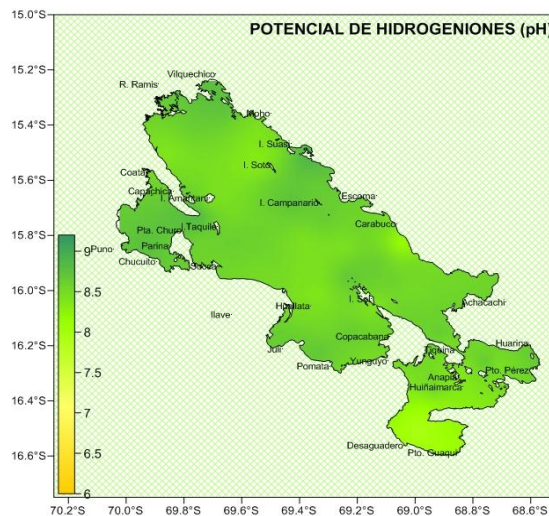 POTENCIAL DE HIDROGENIONES (pH)
15.0°S
15.2°S
15.4°S
15.6°S
15.8°S
16.0°S
16.2°S
16.4°S
16.6°S
Vilquechico
R. Ramis
Moho
I. Suasi
I. Soto
Coata
Capachica
I. Amantani
I. Campanario
Escoma
Carabuco
Pta. Churo
I. Taquile
Puno
Parina
Chucuito
I. Sol
Achacachi
Ilave
Copacabana
Huarina
Tiquina
Juli
Pomata
Yunguyo
Anapia
Pto. Pérez
Huiñaimarca
Desaguadero
Pto. Guaqui
9
8.5
8
7.5
7
6.5
6
70.2°W
70.0°W
69.8°W
69.6°W
69.4°W
69.2°W
69.0°W
68.8°W
68.6°W